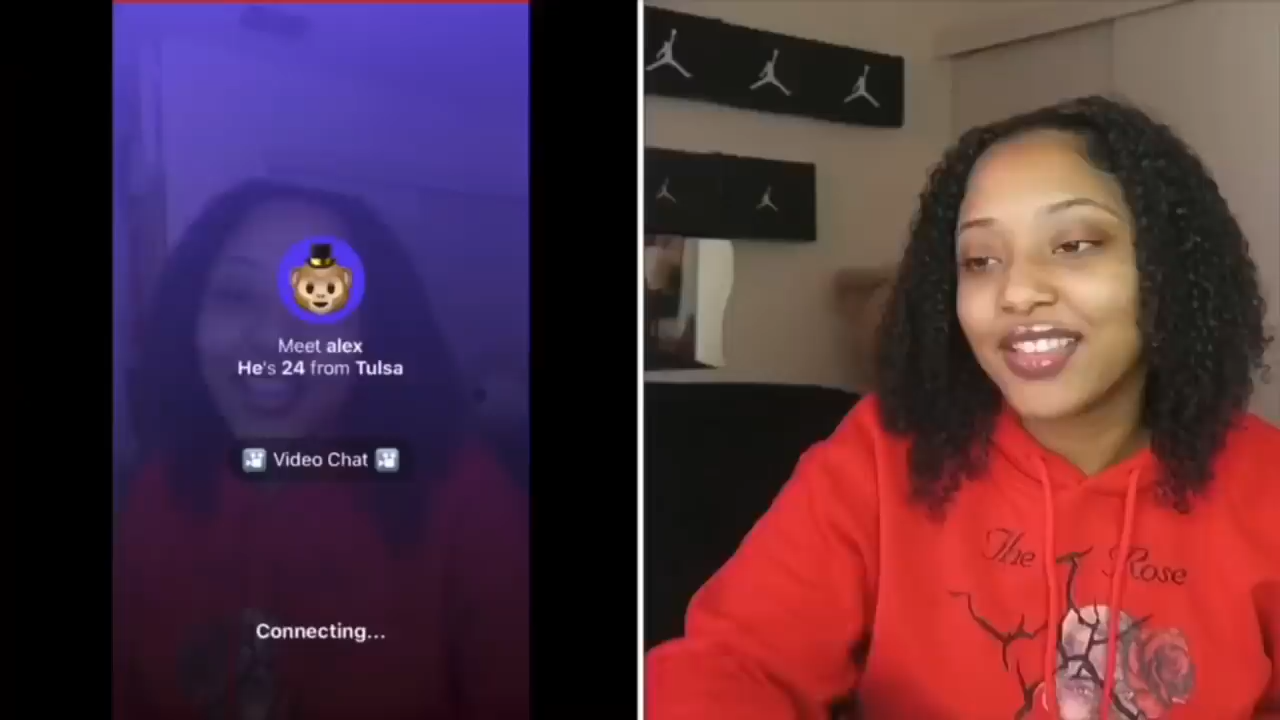 Meet alex
He's 24 from Tulsa
Video Chat
Connecting...
The Rose